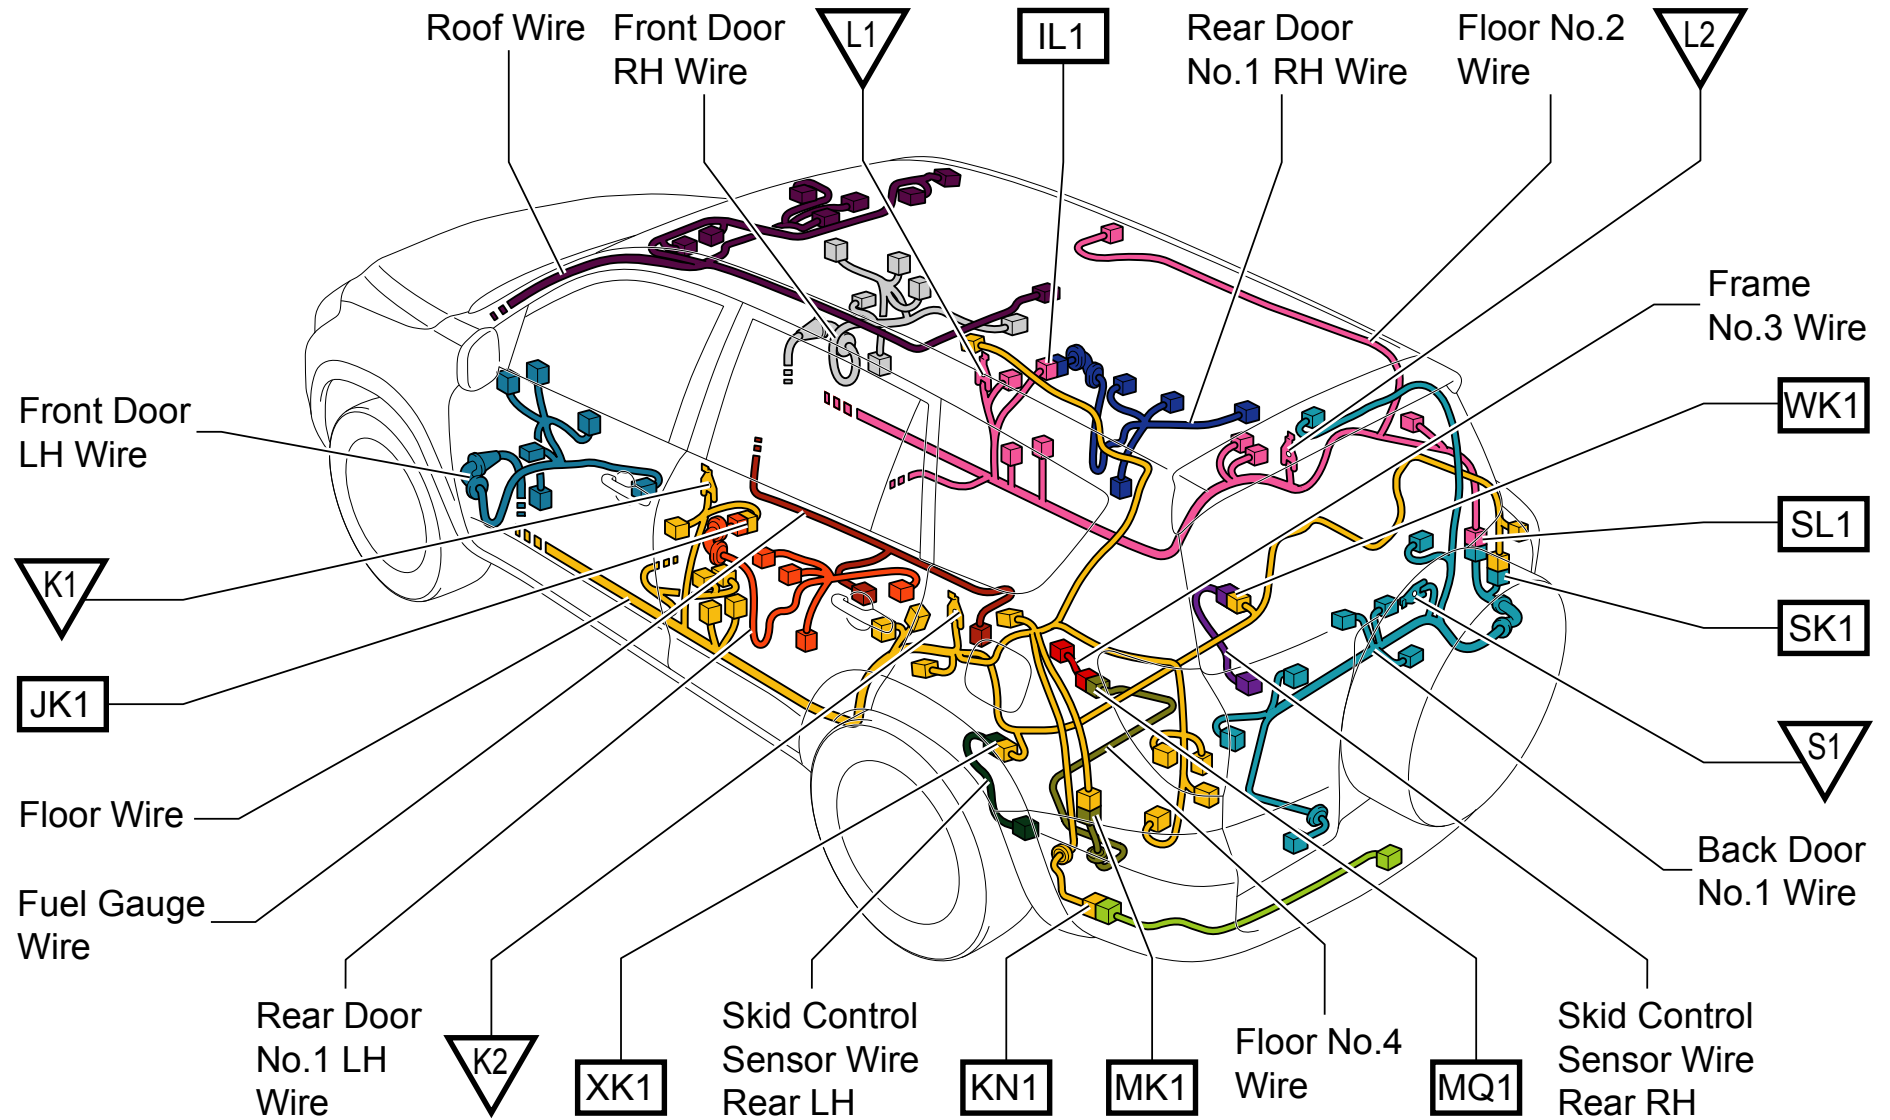 Roof Wire
Front Door
RH Wire
L1
IL1
Rear Door
No.1 RH Wire
Floor No.2
Wire
L2
Frame
No.3 Wire
WK1
SL1
SK1
S1
Back Door
No.1 Wire
Front Door
LH Wire
K1
JK1
Floor Wire
Fuel Gauge
Wire
Rear Door
No.1 LH
Wire
K2
XK1
Skid Control
Sensor Wire
Rear LH
KN1
MK1
Floor No.4
Wire
MQ1
Skid Control
Sensor Wire
Rear RH